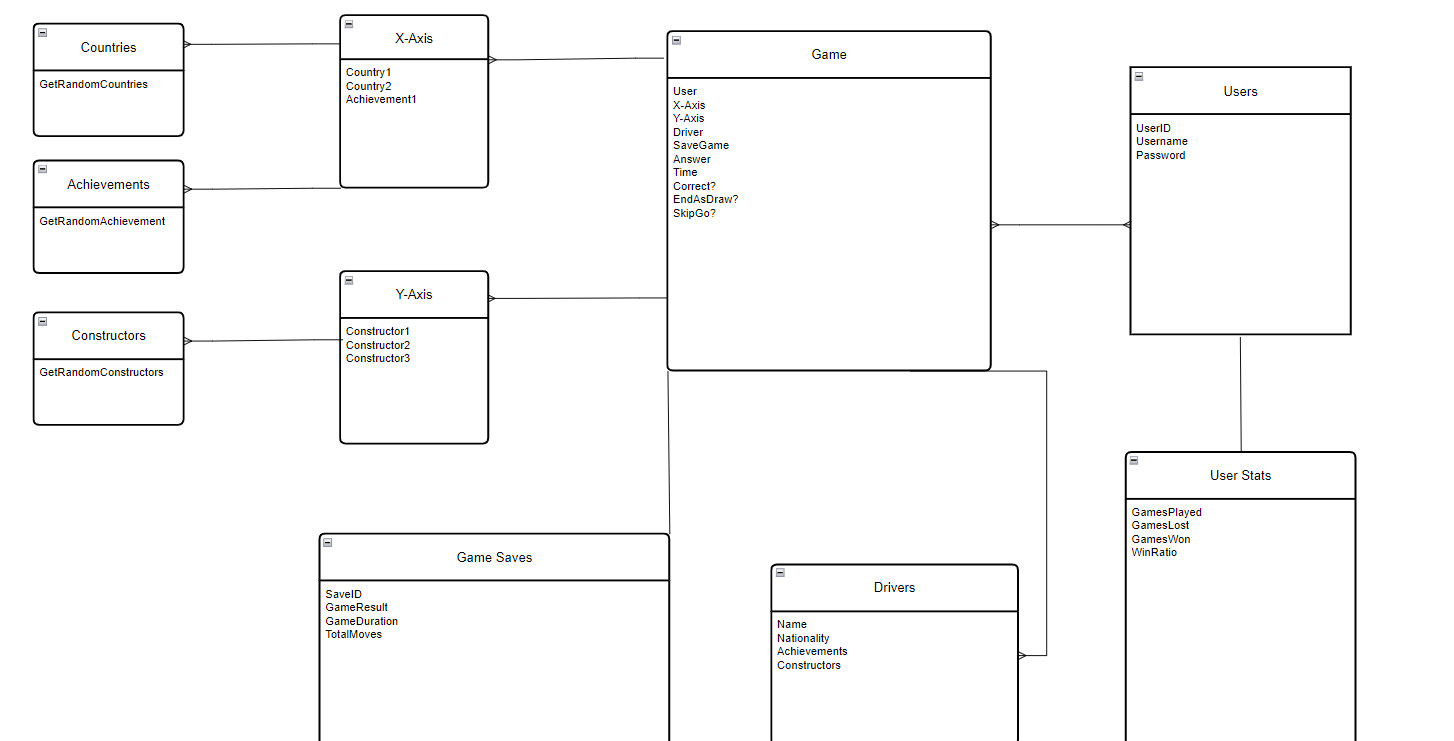 Countries
GetRandomCountries
X-Axis
Country1
Country2
Achievement1
Game
User
X-Axis
Y-Axis
Driver
SaveGame
Answer
Time
Correct?
EndAsDraw?
SkipGo?
Users
UserID
Username
Password
Achievements
GetRandomAchievement
Y-Axis
Constructor1
Constructor2
Constructor3
Constructors
GetRandomConstructors
User Stats
GamesPlayed
GamesLost
GamesWon
WinRatio
Game Saves
SaveID
GameResult
GameDuration
TotalMoves
Drivers
Name
Nationality
Achievements
Constructors